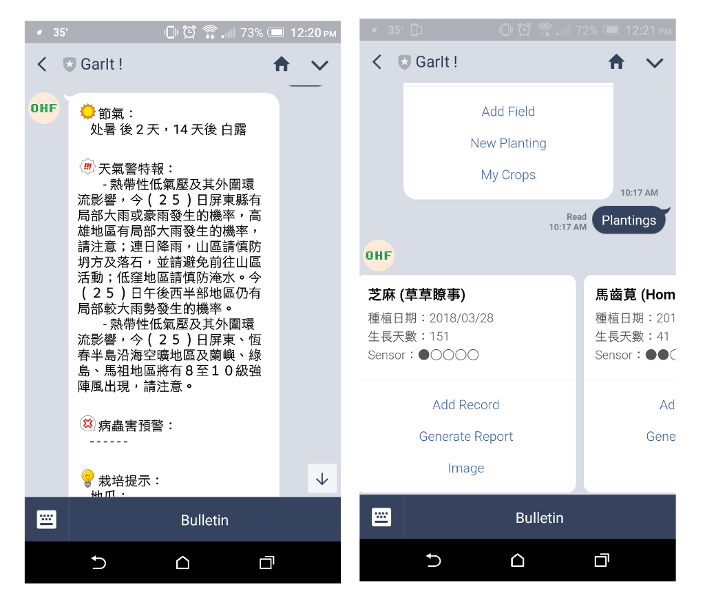 35°
73%
12:20 PM
GarIt !
OHF
節氣：
处暑 後 2 天，14 天後 白露
天氣警特報：
- 熱帶性低氣壓及其外圍環
流影響，今（２５）日屏東縣有
局部大雨或豪雨發生的機率，高
雄地區有局部大雨發生的機率，
請注意；連日降雨，山區請慎防
坍方及落石，並請避免前往山區
活動；低窪地區請慎防淹水。今
（２５）日午後西半部地區仍有
局部較大雨勢發生的機率。
- 熱帶性低氣壓及其外圍環
流影響，今（２５）日屏東、恆
春半島沿海空曠地區及蘭嶼、綠
島、馬祖地區將有８至１０級強
陣風出現，請注意。
病蟲害預警：
------
栽培提示：
地瓜：
Bulletin
35°
72%
12:21 PM
GarIt !
Add Field
New Planting
My Crops
10:17 AM
Read
10:17 AM
Plantings
OHF
芝麻 (草草瞭事)
種植日期：2018/03/28
生長天數：151
Sensor：●○○○○
Add Record
Generate Report
Image
馬齒莧 (Hom
種植日期：201
生長天數：41
Sensor：●●○
Ad
Gene
Bulletin